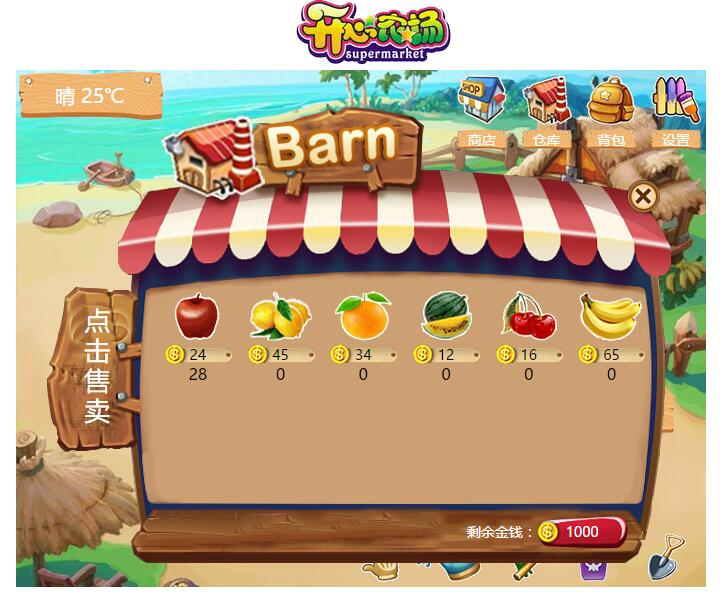 开心农场
supermarket
晴 25℃
SHOP
商店 仓库 背包 设置
Barn
点击售卖
24 45 34 12 16 65
28 0 0 0 0 0
剩余金钱： 1000